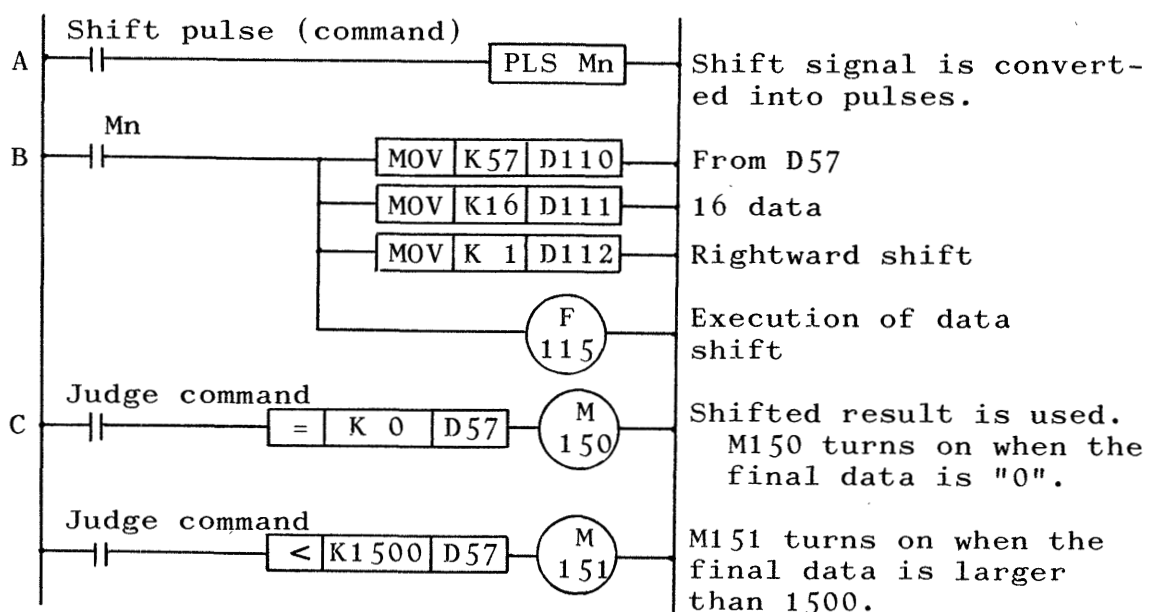 Shift pulse (command)
A PLS Mn Shift signal is convert-
ed into pulses.
Mn
B MOV K57 D110 From D57
MOV K16 D111 16 data
MOV K 1 D112 Rightward shift
F 115 Execution of data
shift
Judge command
C = K 0 D57 M 150 Shifted result is used.
M150 turns on when the
final data is "0".
Judge command
< K1500 D57 M 151 M151 turns on when the
final data is larger
than 1500.